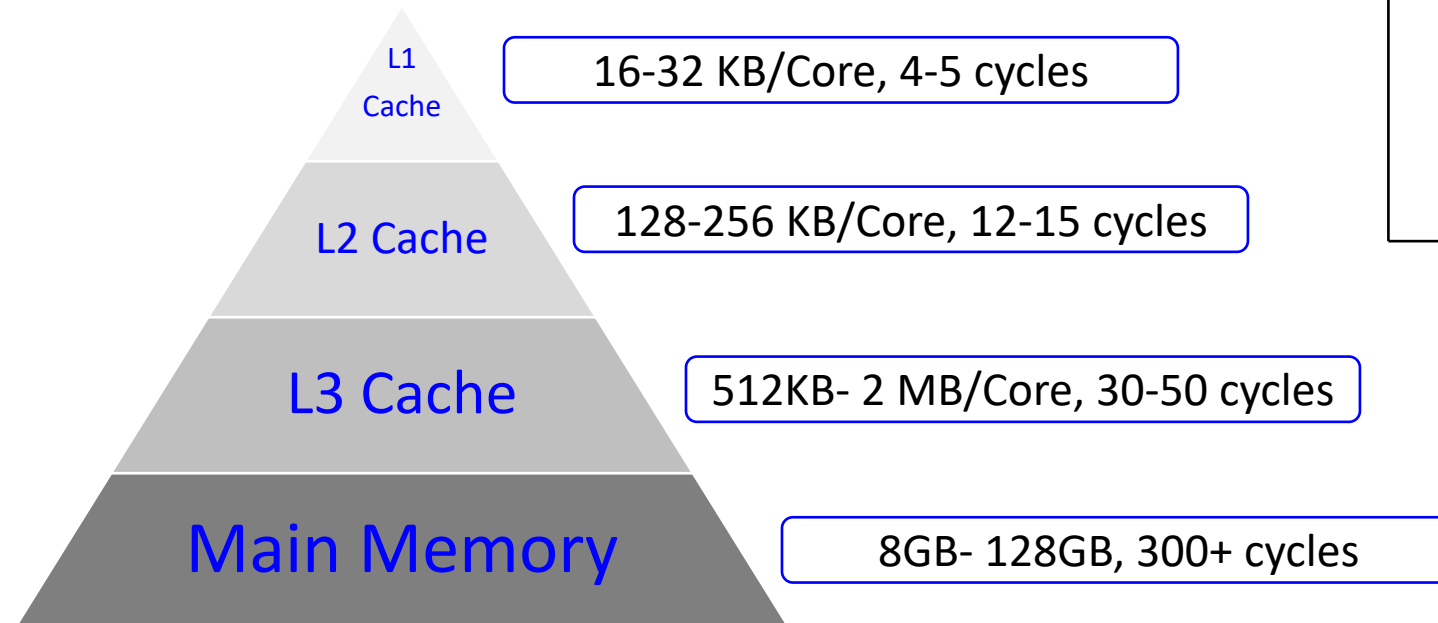 L1
Cache
16-32 KB/Core, 4-5 cycles
L2 Cache
128-256 KB/Core, 12-15 cycles
L3 Cache
512KB- 2 MB/Core, 30-50 cycles
Main Memory
8GB- 128GB, 300+ cycles